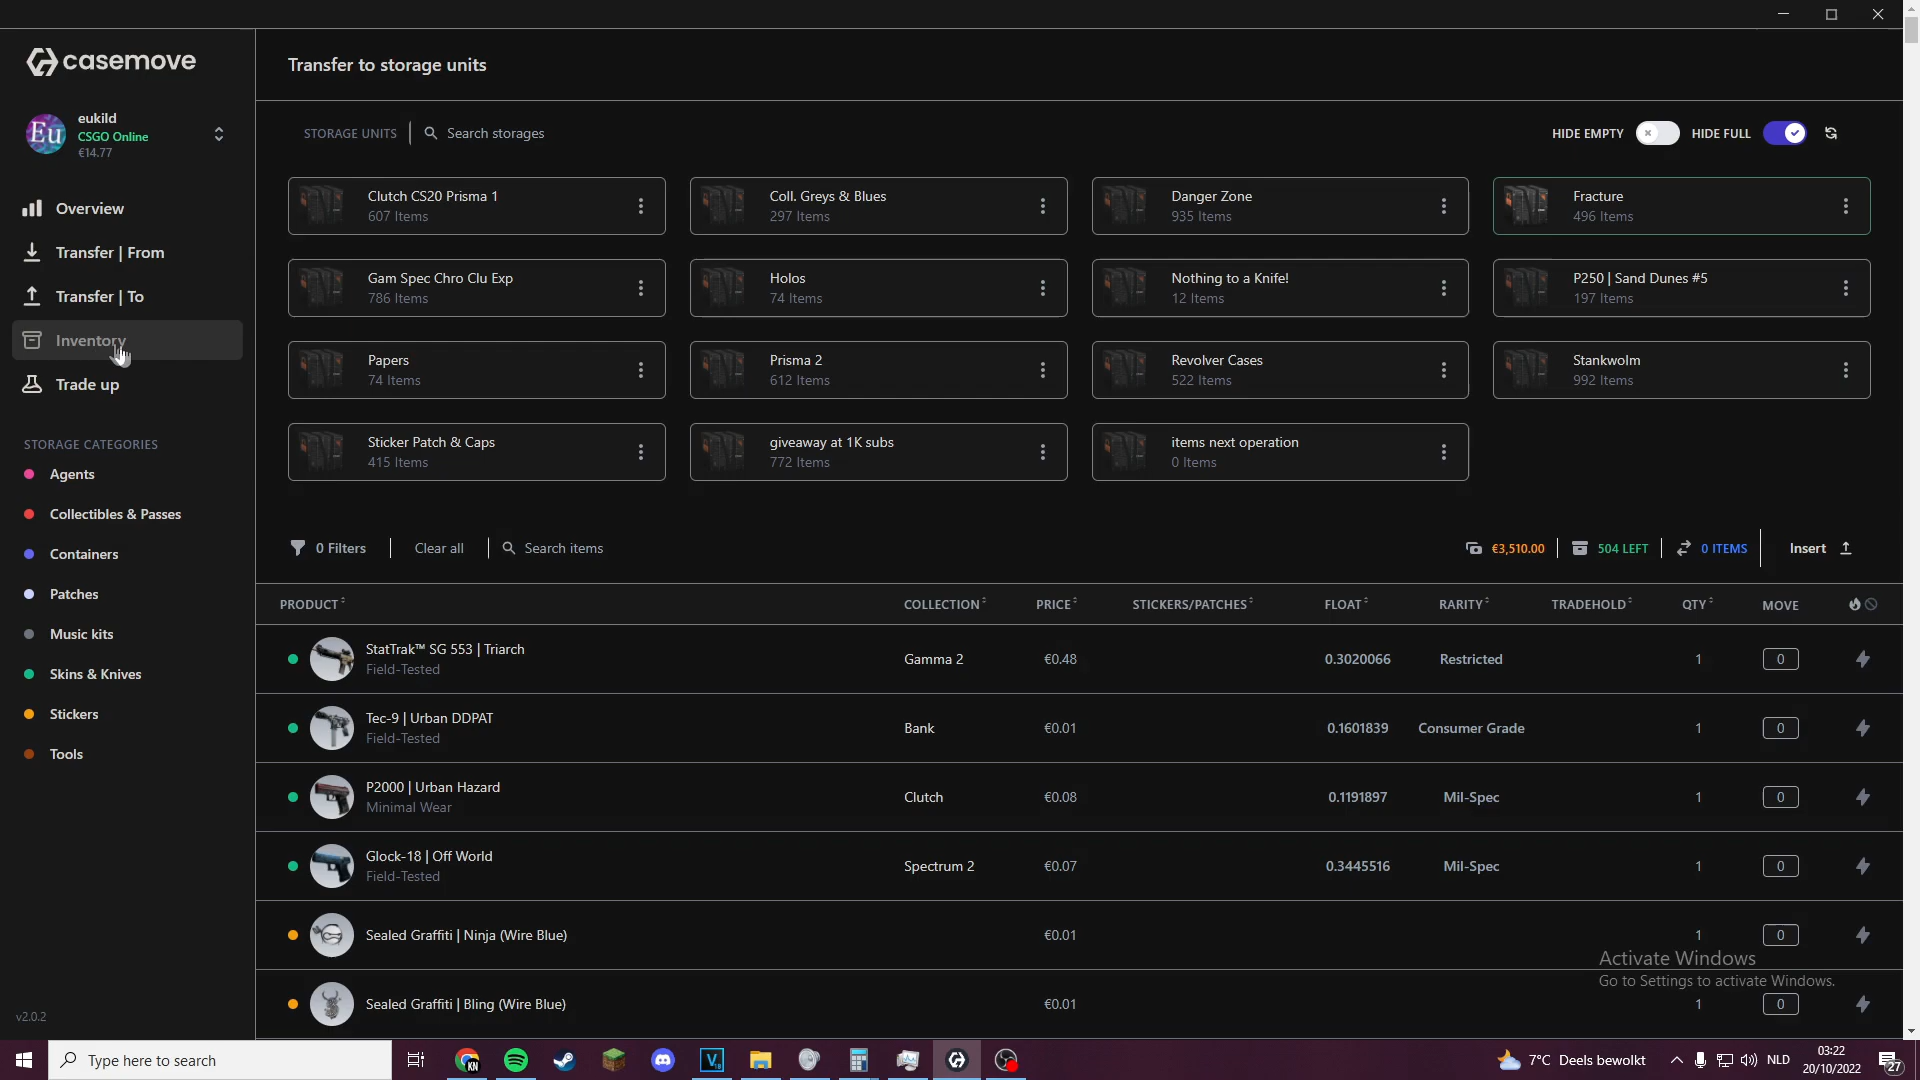 casemove
Transfer to storage units
Eu
eukild
CSGO Online
€14.77
STORAGE UNITS
Search storages
HIDE EMPTY
HIDE FULL
Overview
Transfer | From
Transfer | To
Inventory
Trade up
STORAGE CATEGORIES
Agents
Collectibles & Passes
Containers
Patches
Music kits
Skins & Knives
Stickers
Tools
v2.0.2
Clutch CS20 Prisma 1
607 Items
Coll. Greys & Blues
297 Items
Danger Zone
935 Items
Fracture
496 Items
Gam Spec Chro Clu Exp
786 Items
Holos
74 Items
Nothing to a Knife!
12 Items
P250 | Sand Dunes #5
197 Items
Papers
74 Items
Prisma 2
612 Items
Revolver Cases
522 Items
Stankwolm
992 Items
Sticker Patch & Caps
415 Items
giveaway at 1K subs
772 Items
items next operation
0 Items
0 Filters
Clear all
Search items
€3,510.00
504 LEFT
0 ITEMS
Insert
PRODUCT COLLECTION PRICE STICKERS/PATCHES FLOAT RARITY TRADEHOLD QTY MOVE
StatTrak™ SG 553 | Triarch
Field-Tested
Gamma 2 €0.48 0.3020066 Restricted 1 0
Tec-9 | Urban DDPAT
Field-Tested
Bank €0.01 0.1601839 Consumer Grade 1 0
P2000 | Urban Hazard
Minimal Wear
Clutch €0.08 0.1191897 Mil-Spec 1 0
Glock-18 | Off World
Field-Tested
Spectrum 2 €0.07 0.3445516 Mil-Spec 1 0
Sealed Graffiti | Ninja (Wire Blue) €0.01 1 0
Activate Windows
Go to Settings to activate Windows.
Sealed Graffiti | Bling (Wire Blue) €0.01 1 0
Type here to search
KN
V
18
7°C Deels bewolkt
NLD
03:22
20/10/2022
27